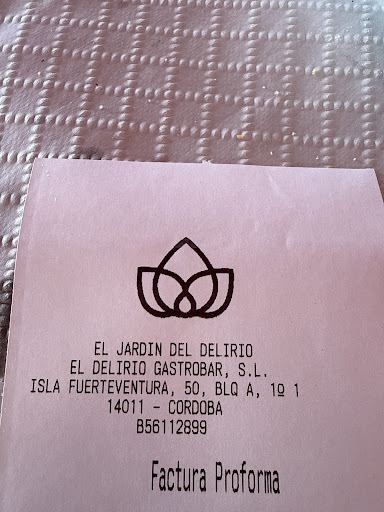 EL JARDIN DEL DELIRIO
EL DELIRIO GASTROBAR, S.L.
ISLA FUERTEVENTURA, 50, BLQ A, 1º 1
14011 - CORDOBA
B56112899
Factura Proforma